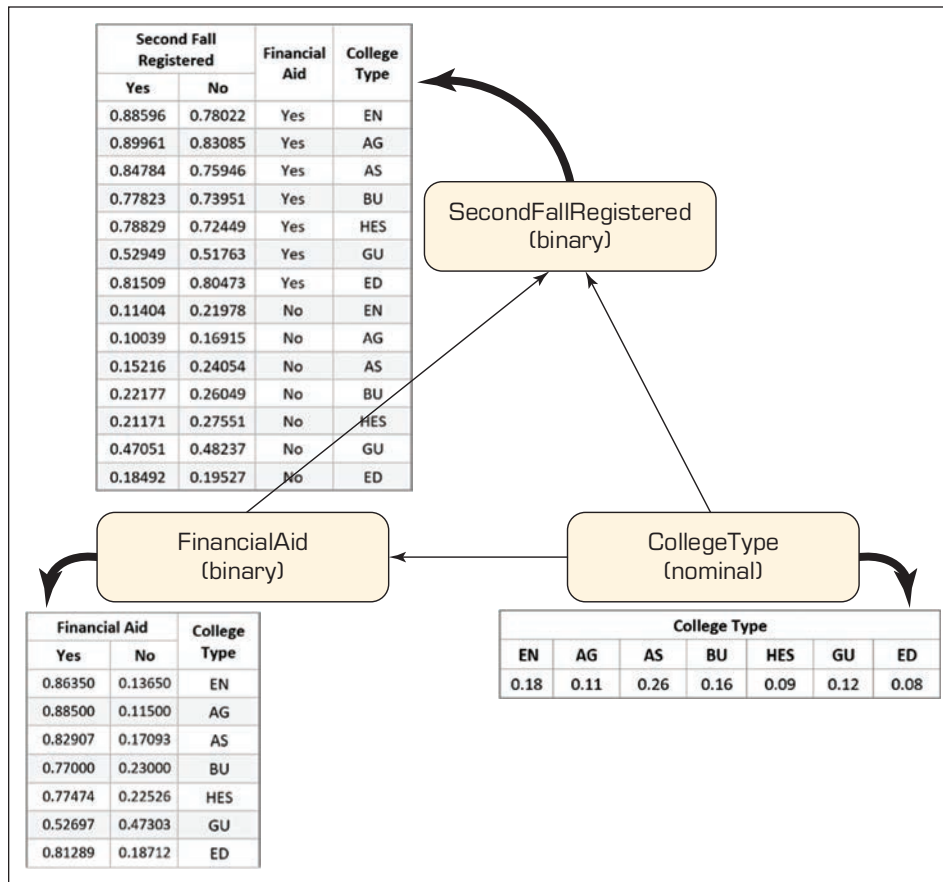 Second Fall Registered Financial Aid College Type
Yes No
0.88596 0.78022 Yes EN
0.89961 0.83085 Yes AG
0.84784 0.75946 Yes AS
0.77823 0.73951 Yes BU
0.78829 0.72449 Yes HES
0.52949 0.51763 Yes GU
0.81509 0.80473 Yes ED
0.11404 0.21978 No EN
0.10039 0.16915 No AG
0.15216 0.24054 No AS
0.22177 0.26049 No BU
0.21171 0.27551 No HES
0.47051 0.48237 No GU
0.18492 0.19527 No ED
SecondFallRegistered
(binary)
FinancialAid
(binary)
CollegeType
(nominal)
Financial Aid College Type
Yes No
0.86350 0.13650 EN
0.88500 0.11500 AG
0.82907 0.17093 AS
0.77000 0.23000 BU
0.77474 0.22526 HES
0.52697 0.47303 GU
0.81289 0.18712 ED
College Type
EN AG AS BU HES GU ED
0.18 0.11 0.26 0.16 0.09 0.12 0.08